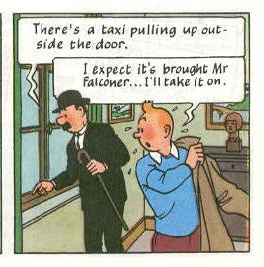 There's a taxi pulling up out-
side the door.
I expect it's brought Mr
Falconer... I'll take it on.